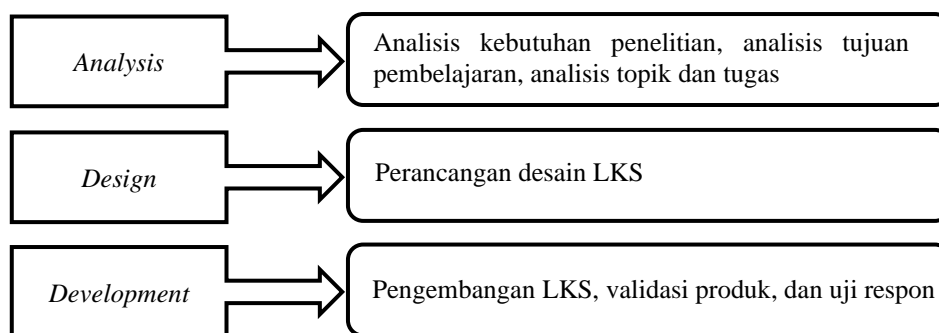 Analysis
Analisis kebutuhan penelitian, analisis tujuan
pembelajaran, analisis topik dan tugas
Design
Perancangan desain LKS
Development
Pengembangan LKS, validasi produk, dan uji respon